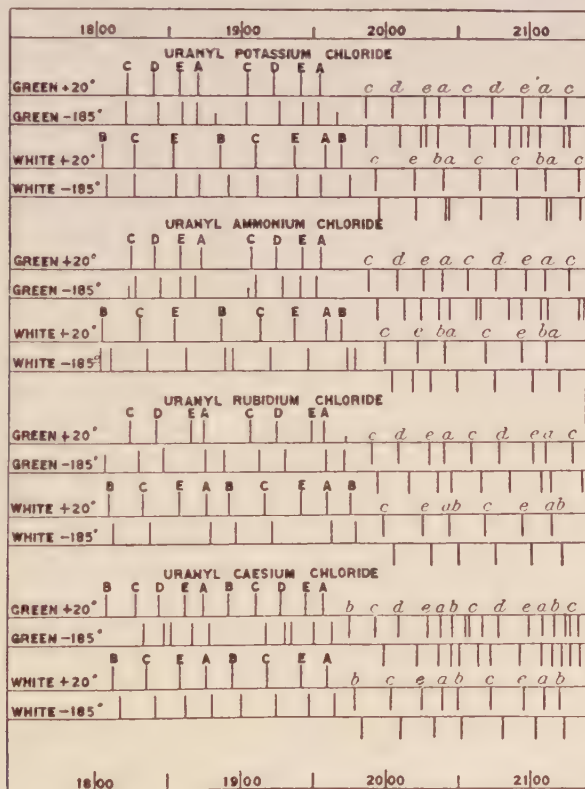 18|00 19|00 20|00 21|00
URANYL POTASSIUM CHLORIDE
C D E A C D E A
GREEN +20° c d e a c d e a c
GREEN -185°
B C E B C E A B
WHITE +20° c e b a c e b a c
WHITE -185°
URANYL AMMONIUM CHLORIDE
C D E A C D E A
GREEN +20° c d e a c d e a c
GREEN -185°
B C E B C E A B
WHITE +20° c e b a c e b a
WHITE -185°
URANYL RUBIDIUM CHLORIDE
C D E A C D E A
GREEN +20° c d e a c d e a c
GREEN -185°
B C E A B C E A B
WHITE +20° c e a b c e a b
WHITE -185°
URANYL CAESIUM CHLORIDE
B C D E A B C D E A
GREEN +20° b c d e a b c d e a b c
GREEN -185°
B C E A B C E A
WHITE +20° b c e a b c e a b
WHITE -185°
18|00 19|00 20|00 21|00